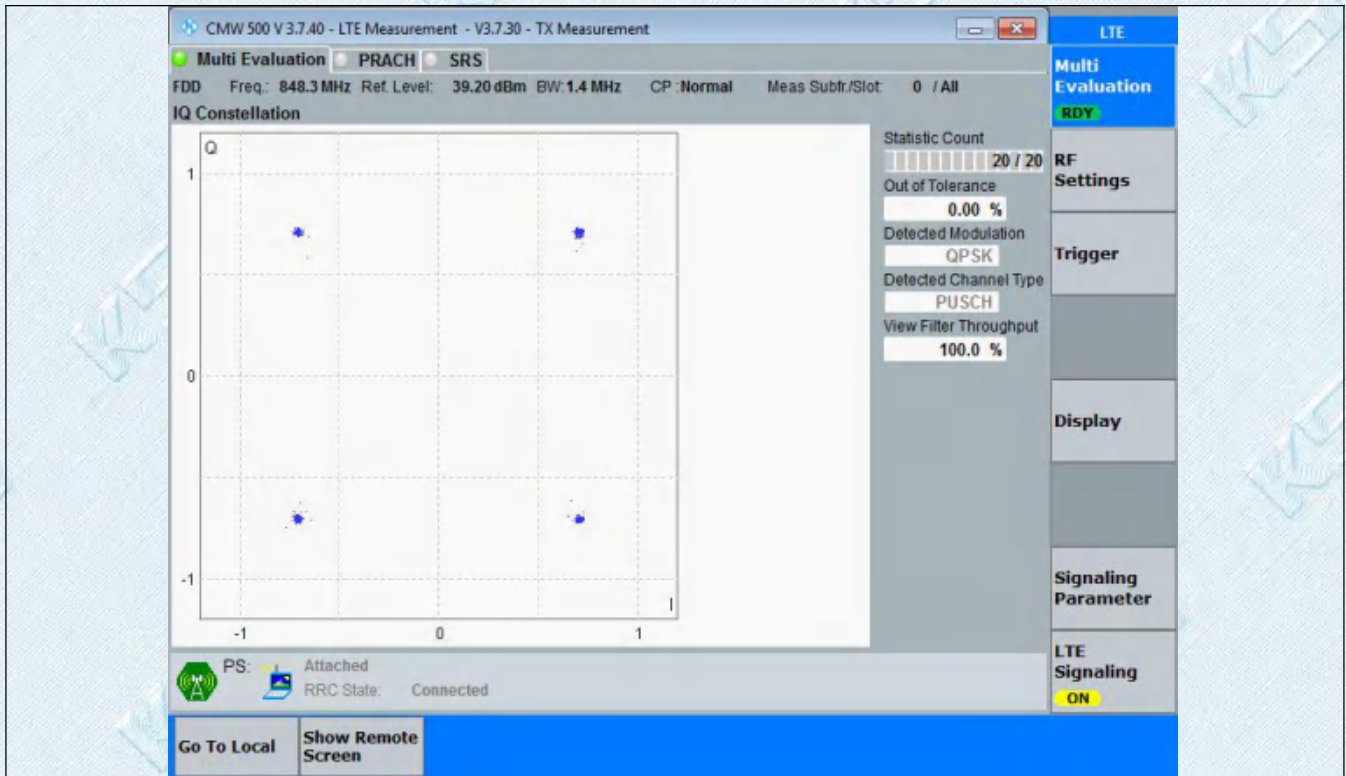 CMW 500 V 3.7.40 - LTE Measurement - V3.7.30 - TX Measurement
LTE
Multi Evaluation PRACH SRS
FDD Freq.: 848.3 MHz Ref. Level: 39.20 dBm BW: 1.4 MHz CP :Normal Meas Subfr./Slot: 0 / All
IQ Constellation
Q
1
0
-1
-1 0 1
I
Statistic Count
20 / 20
Out of Tolerance
0.00 %
Detected Modulation
QPSK
Detected Channel Type
PUSCH
View Filter Throughput
100.0 %
Multi
Evaluation
RDY
RF
Settings
Trigger
Display
Signaling
Parameter
LTE
Signaling
ON
PS: Attached
RRC State: Connected
Go To Local
Show Remote
Screen